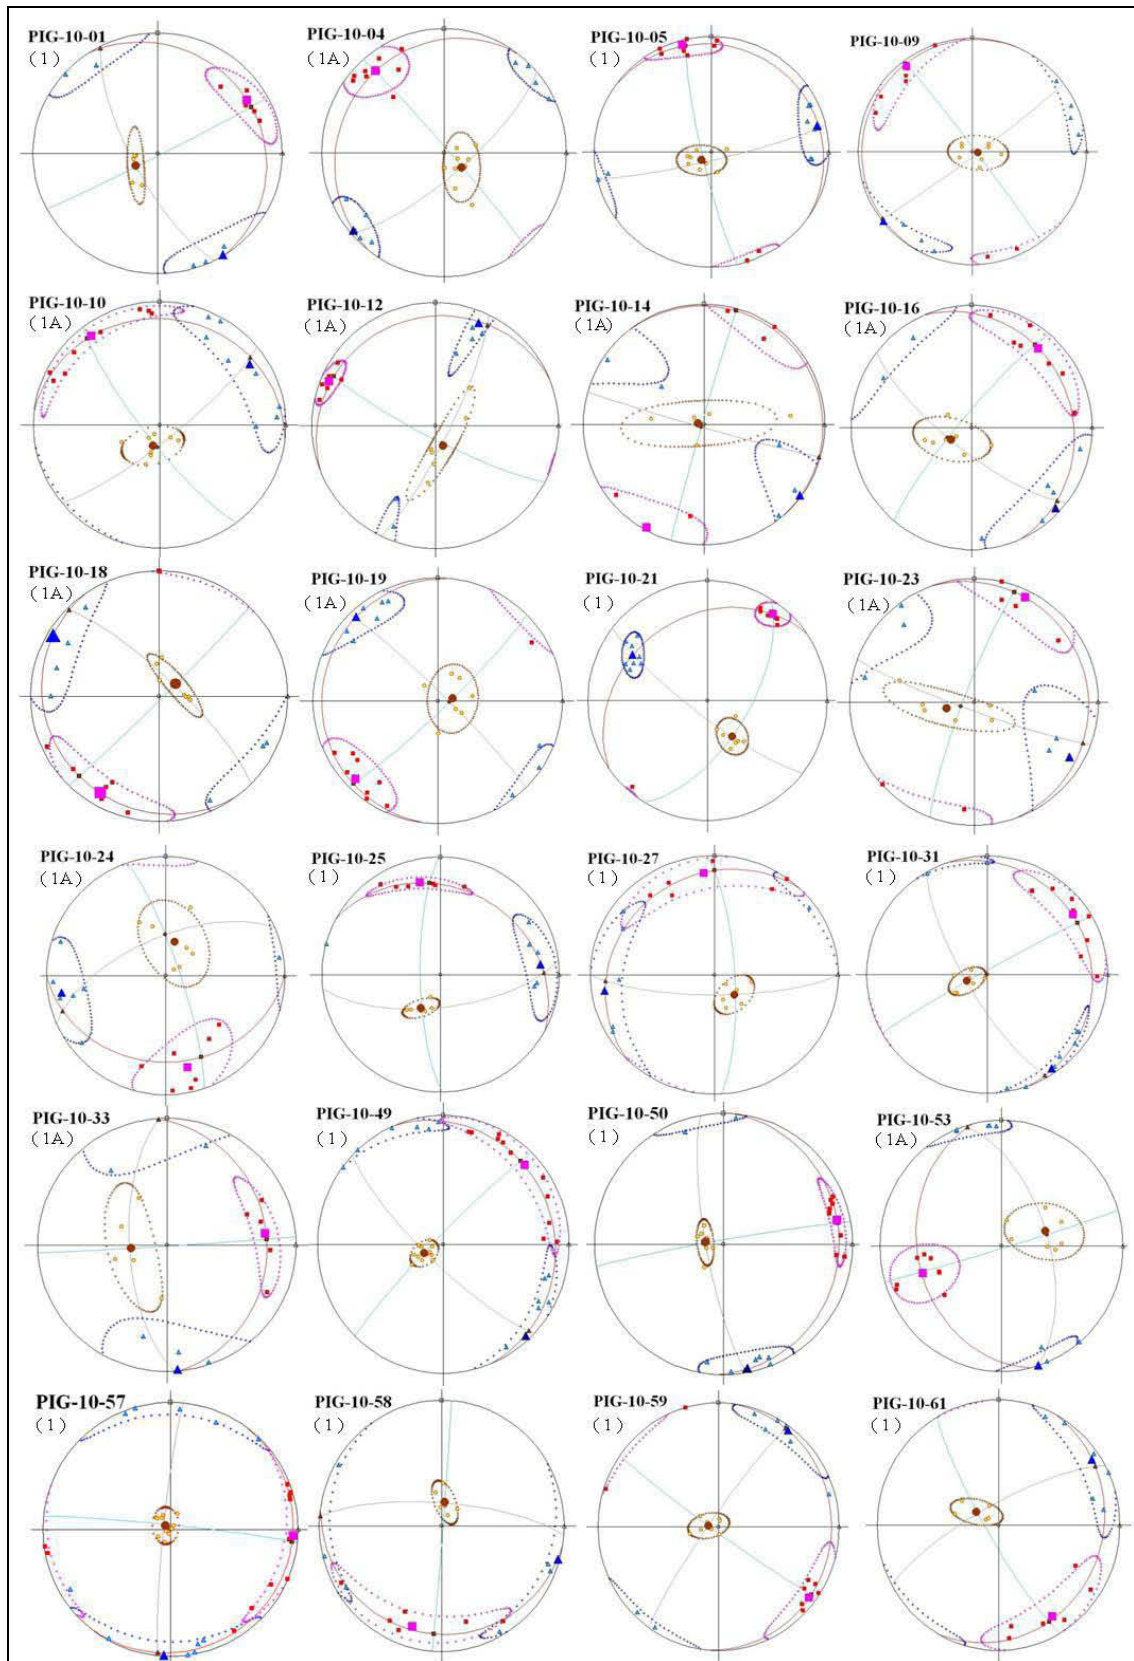 PIG-10-01
(1)
PIG-10-04
(1A)
PIG-10-05
(1)
PIG-10-09
PIG-10-10
(1A)
PIG-10-12
(1A)
PIG-10-14
(1A)
PIG-10-16
(1A)
PIG-10-18
(1A)
PIG-10-19
(1A)
PIG-10-21
(1)
PIG-10-23
(1A)
PIG-10-24
(1A)
PIG-10-25
(1)
PIG-10-27
(1)
PIG-10-31
(1)
PIG-10-33
(1A)
PIG-10-49
(1)
PIG-10-50
(1)
PIG-10-53
(1A)
PIG-10-57
(1)
PIG-10-58
(1)
PIG-10-59
(1)
PIG-10-61
(1)